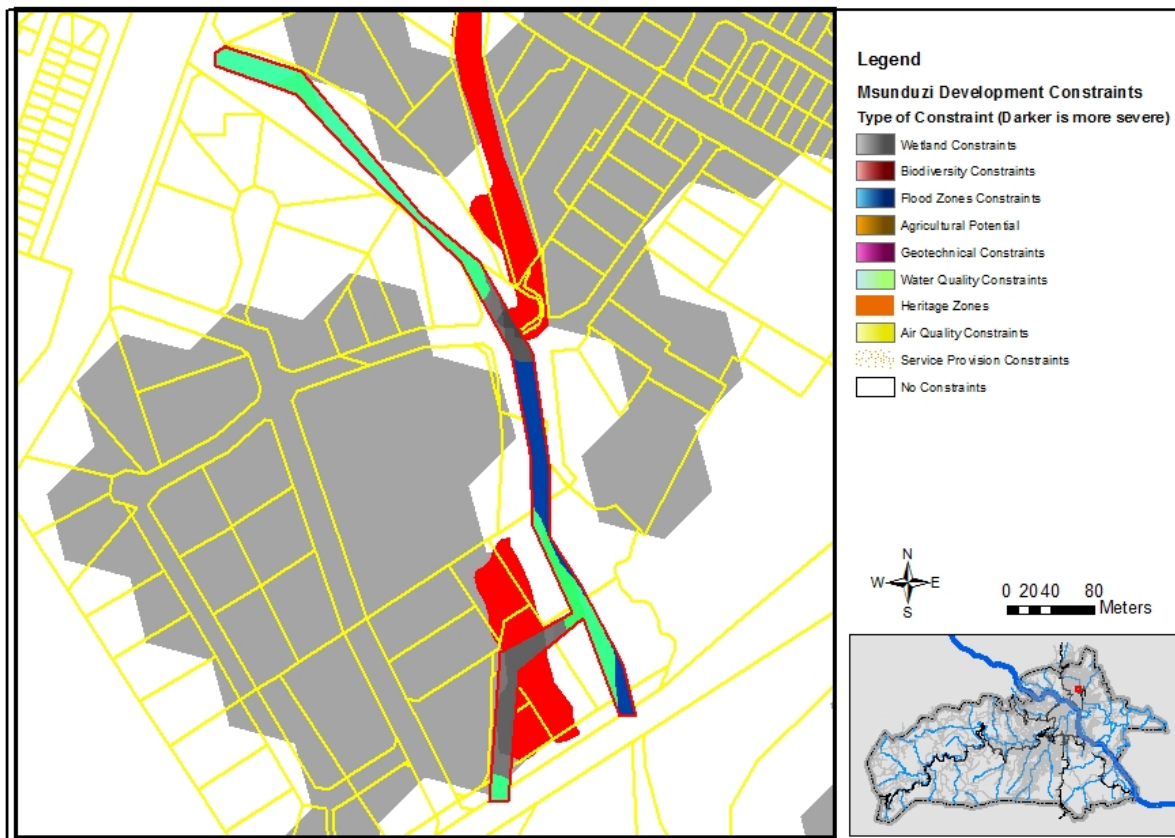 Legend
Msunduzi Development Constraints
Type of Constraint (Darker is more severe)
Wetland Constraints
Biodiversity Constraints
Flood Zones Constraints
Agricultural Potential
Geotechnical Constraints
Water Quality Constraints
Heritage Zones
Air Quality Constraints
Service Provision Constraints
No Constraints
N
W E
S
0 20 40 80
Meters